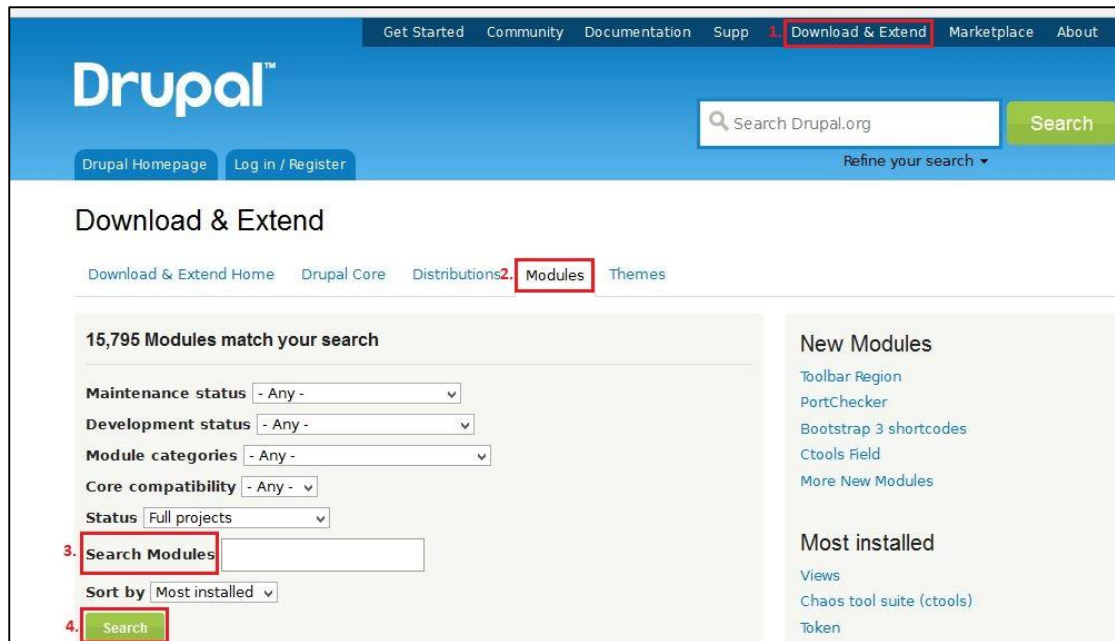 Get Started Community Documentation Supp 1. Download & Extend Marketplace About
Drupal™
Search Drupal.org Search
Refine your search
Drupal Homepage Log in / Register
Download & Extend
Download & Extend Home Drupal Core Distributions 2. Modules Themes
15,795 Modules match your search
Maintenance status - Any -
Development status - Any -
Module categories - Any -
Core compatibility - Any -
Status Full projects
3. Search Modules
Sort by Most installed
4. Search
New Modules
Toolbar Region
PortChecker
Bootstrap 3 shortcodes
Ctools Field
More New Modules
Most installed
Views
Chaos tool suite (ctools)
Token